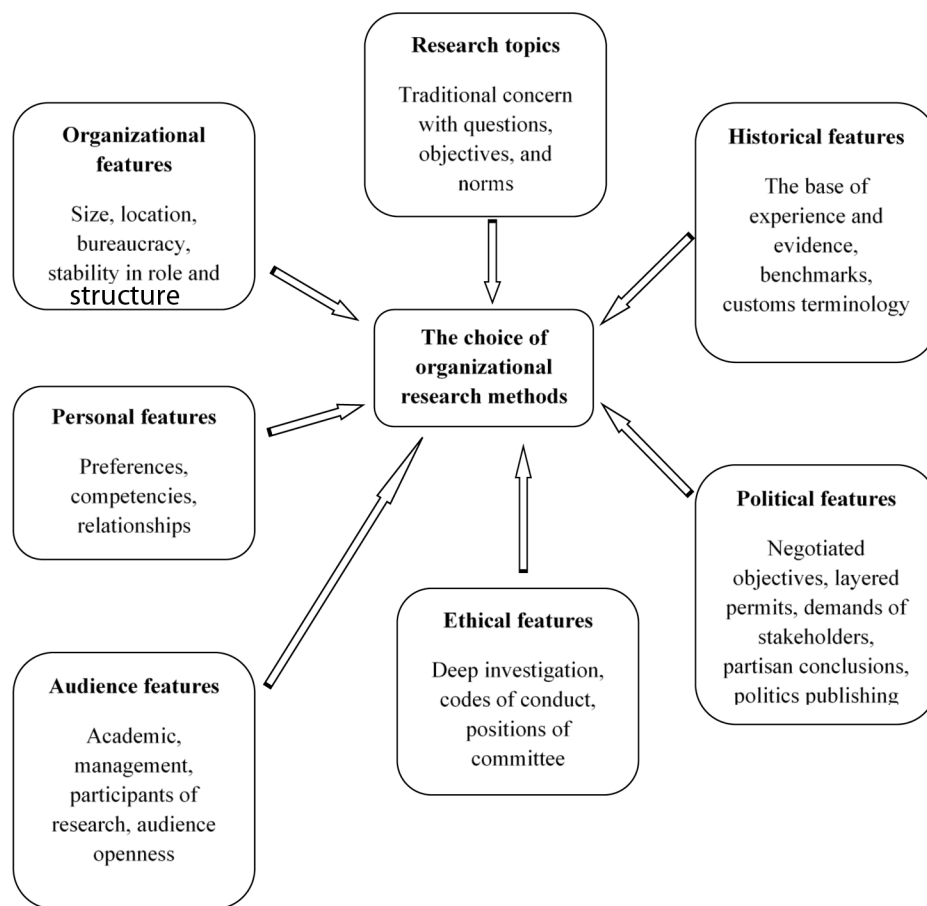 Research topics
Traditional concern
with questions,
objectives, and
norms
Organizational
features
Size, location,
bureaucracy,
stability in role and
structure
Historical features
The base of
experience and
evidence,
benchmarks,
customs terminology
The choice of
organizational
research methods
Personal features
Preferences,
competencies,
relationships
Political features
Negotiated
objectives, layered
permits, demands of
stakeholders,
partisan conclusions,
politics publishing
Ethical features
Deep investigation,
codes of conduct,
positions of
committee
Audience features
Academic,
management,
participants of
research, audience
openness